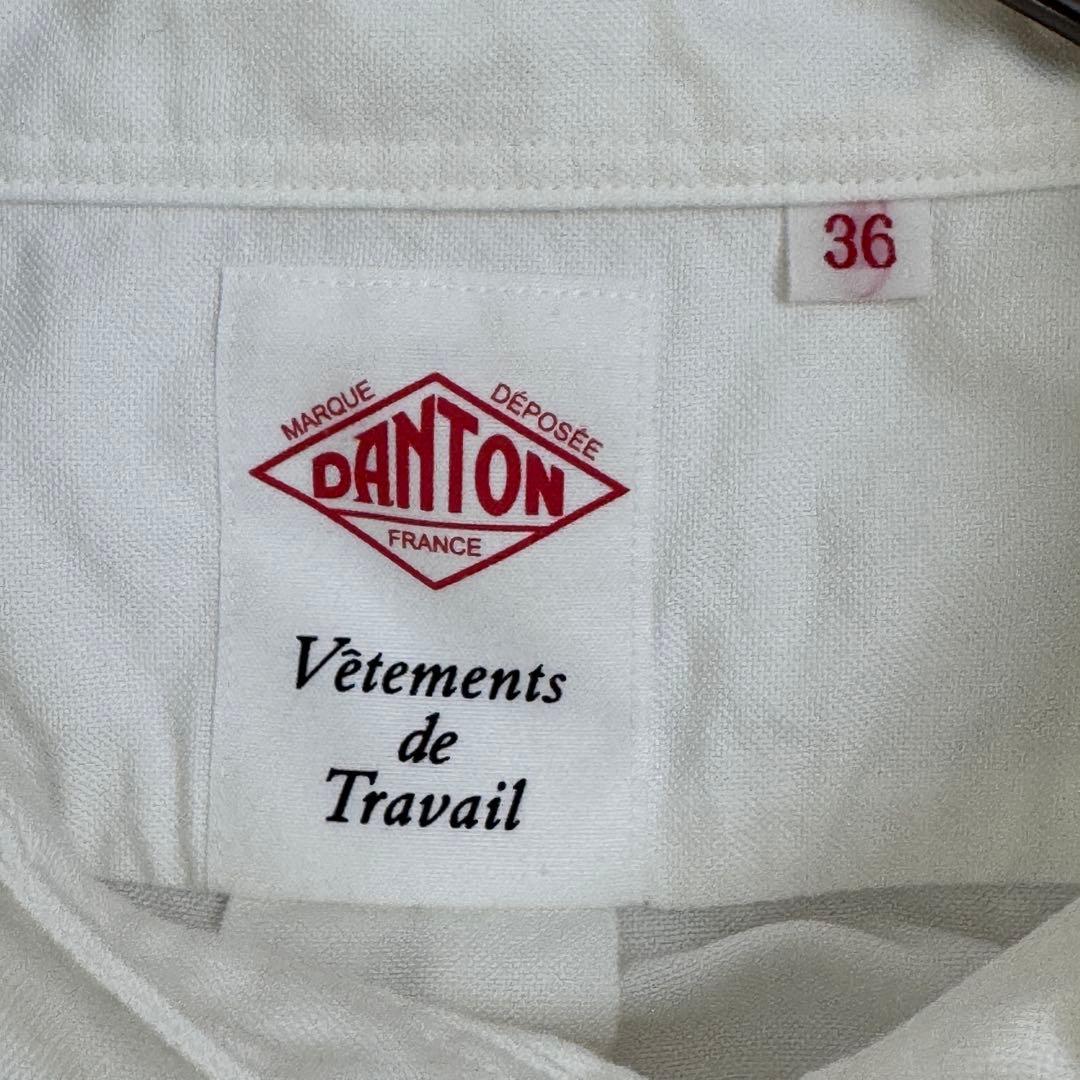 36
MARQUE DÉPOSÉE
DANTON
FRANCE
Vêtements
de
Travail